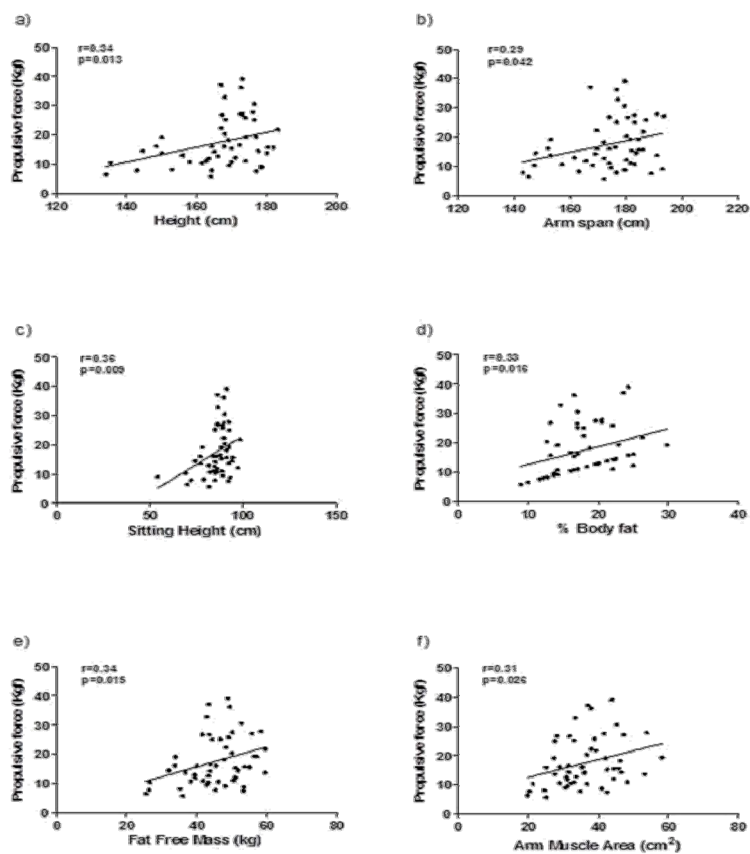 a)
r=0.34
p=0.013
Propulsive force (Kgf)
50
40
30
20
10
0
120 140 160 180 200
Height (cm)
b)
r=0.29
p=0.042
Propulsive force (Kgf)
50
40
30
20
10
0
120 140 160 180 200 220
Arm span (cm)
c)
r=0.36
p=0.009
Propulsive force (Kgf)
50
40
30
20
10
0
0 50 100 150
Sitting Height (cm)
d)
r=0.33
p=0.016
Propulsive force (Kgf)
50
40
30
20
10
0
0 10 20 30 40
% Body fat
e)
r=0.34
p=0.015
Propulsive force (Kgf)
50
40
30
20
10
0
0 20 40 60 80
Fat Free Mass (kg)
f)
r=0.31
p=0.026
Propulsive force (Kgf)
50
40
30
20
10
0
0 20 40 60 80
Arm Muscle Area (cm²)